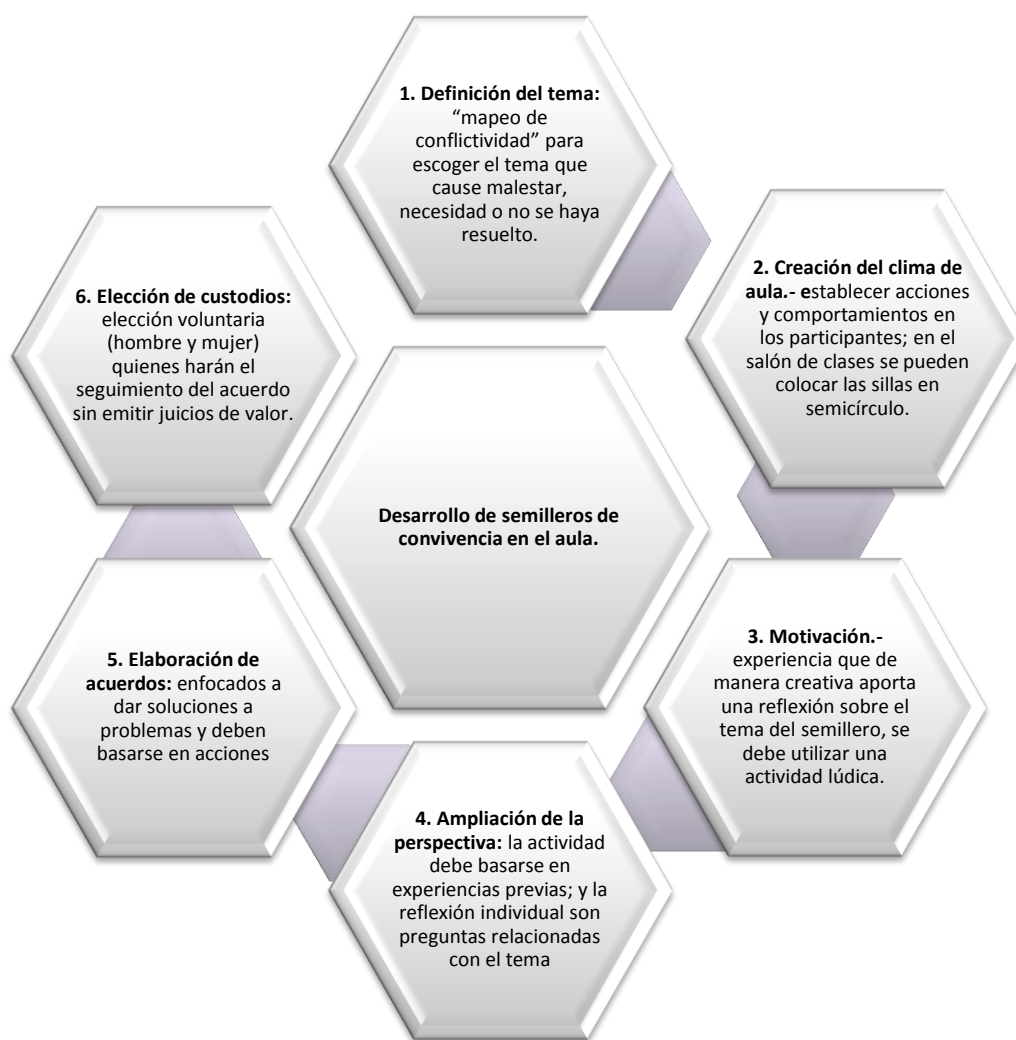 1. Definición del tema:
“mapeo de
conflictividad” para
escoger el tema que
cause malestar,
necesidad o no se haya
resuelto.
2. Creación del clima de
aula.- establecer acciones
y comportamientos en
los participantes; en el
salón de clases se pueden
colocar las sillas en
semicírculo.
3. Motivación.-
experiencia que de
manera creativa aporta
una reflexión sobre el
tema del semillero, se
debe utilizar una
actividad lúdica.
4. Ampliación de la
perspectiva: la actividad
debe basarse en
experiencias previas; y la
reflexión individual son
preguntas relacionadas
con el tema
5. Elaboración de
acuerdos: enfocados a
dar soluciones a
problemas y deben
basarse en acciones
6. Elección de custodios:
elección voluntaria
(hombre y mujer)
quienes harán el
seguimiento del acuerdo
sin emitir juicios de valor.
Desarrollo de semilleros de
convivencia en el aula.